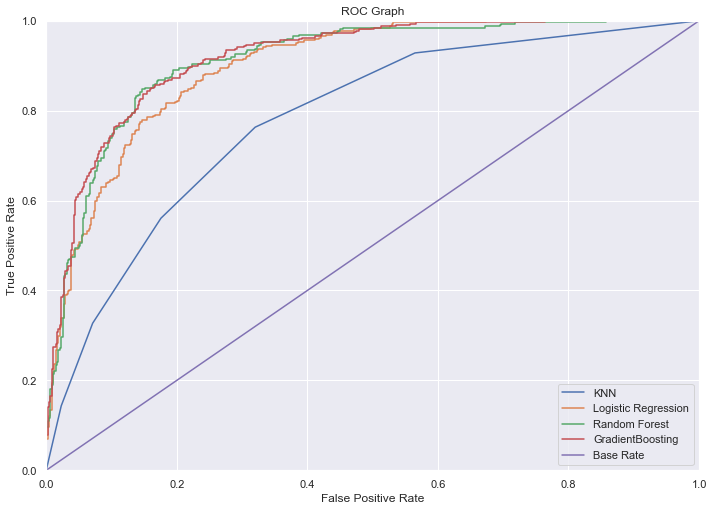 ROC Graph
1.0
0.8
0.6
0.4
0.2
0.0
True Positive Rate
0.0 0.2 0.4 0.6 0.8 1.0
False Positive Rate
KNN
Logistic Regression
Random Forest
GradientBoosting
Base Rate